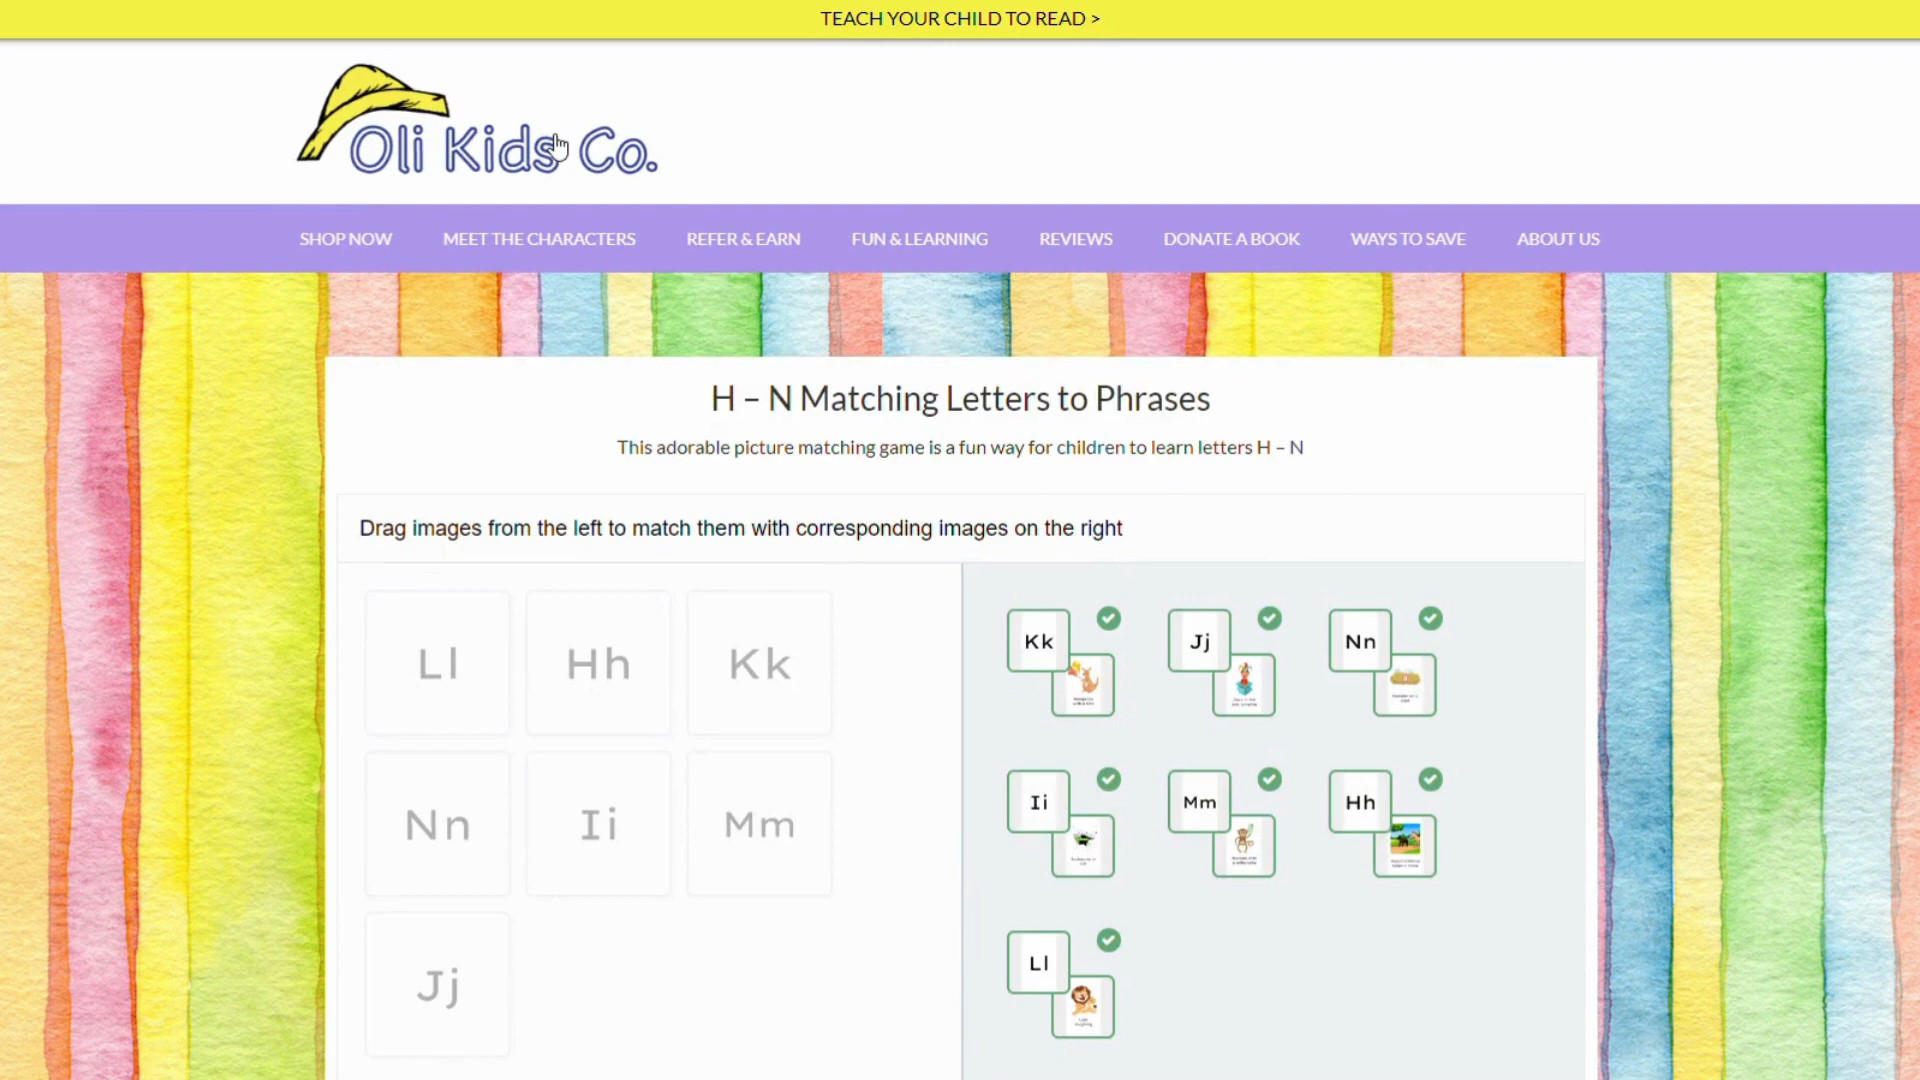 TEACH YOUR CHILD TO READ >
Oli Kids Co.
SHOP NOW MEET THE CHARACTERS REFER & EARN FUN & LEARNING REVIEWS DONATE A BOOK WAYS TO SAVE ABOUT US
H – N Matching Letters to Phrases
This adorable picture matching game is a fun way for children to learn letters H – N
Drag images from the left to match them with corresponding images on the right
Ll Hh Kk
Nn Ii Mm
Jj
Kk Jj Nn
Ii Mm Hh
Ll